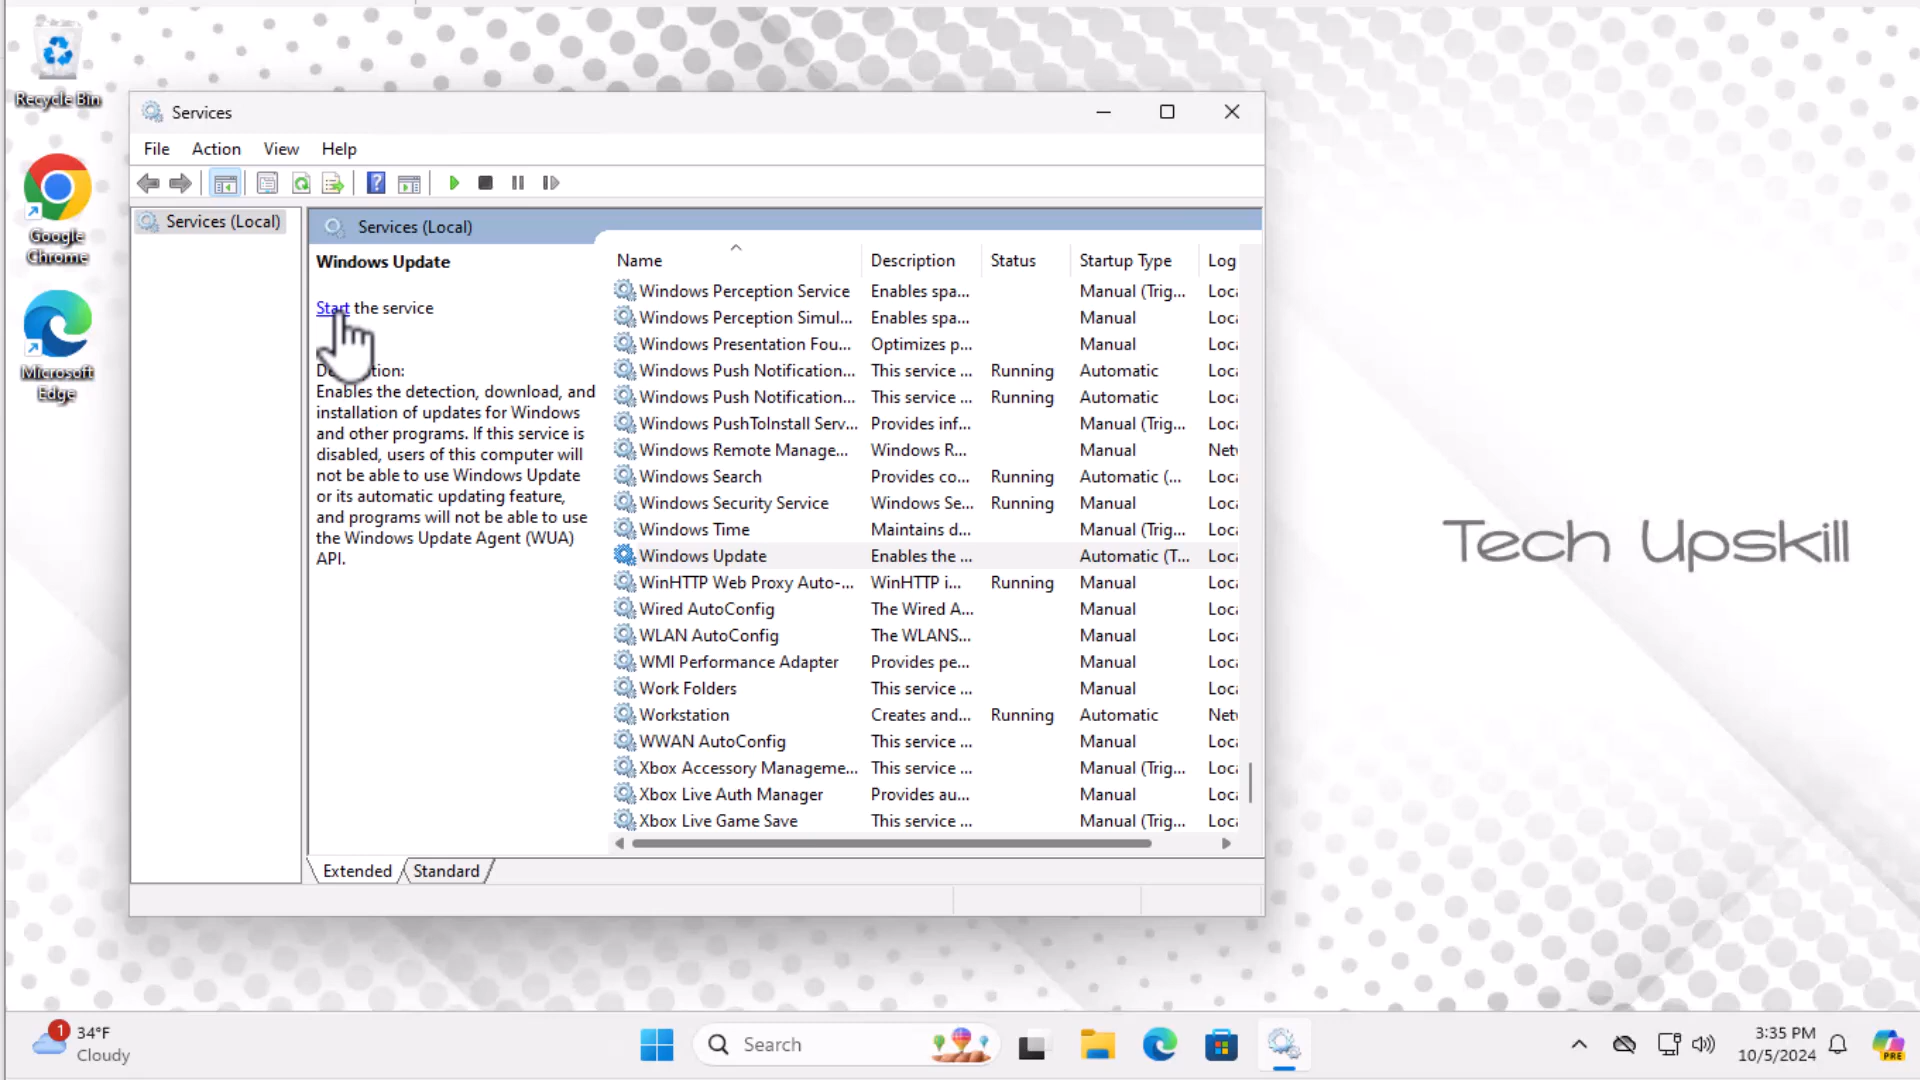 Recycle Bin
Google
Chrome
Microsoft
Edge
Services
File Action View Help
Services (Local)
Services (Local)
Windows Update
Start the service
Enables the detection, download, and
installation of updates for Windows
and other programs. If this service is
disabled, users of this computer will
not be able to use Windows Update
or its automatic updating feature,
and programs will not be able to use
the Windows Update Agent (WUA)
API.
Name Description Status Startup Type Log
Windows Perception Service Enables spa... Manual (Trig... Loc
Windows Perception Simul... Enables spa... Manual Loc
Windows Presentation Fou... Optimizes p... Manual Loc
Windows Push Notification... This service ... Running Automatic Loc
Windows Push Notification... This service ... Running Automatic Loc
Windows PushToInstall Serv... Provides inf... Manual (Trig... Loc
Windows Remote Manage... Windows R... Manual Net
Windows Search Provides co... Running Automatic (... Loc
Windows Security Service Windows Se... Running Manual Loc
Windows Time Maintains d... Manual (Trig... Loc
Windows Update Enables the ... Automatic (T... Loc
WinHTTP Web Proxy Auto-... WinHTTP i... Running Manual Loc
Wired AutoConfig The Wired A... Manual Loc
WLAN AutoConfig The WLANS... Manual Loc
WMI Performance Adapter Provides pe... Manual Loc
Work Folders This service ... Manual Loc
Workstation Creates and... Running Automatic Net
WWAN AutoConfig This service ... Manual Loc
Xbox Accessory Manageme... This service ... Manual (Trig... Loc
Xbox Live Auth Manager Provides au... Manual Loc
Xbox Live Game Save This service ... Manual (Trig... Loc
Extended Standard
Tech Upskill
1
34°F
Cloudy
Search
3:35 PM
10/5/2024
PRE